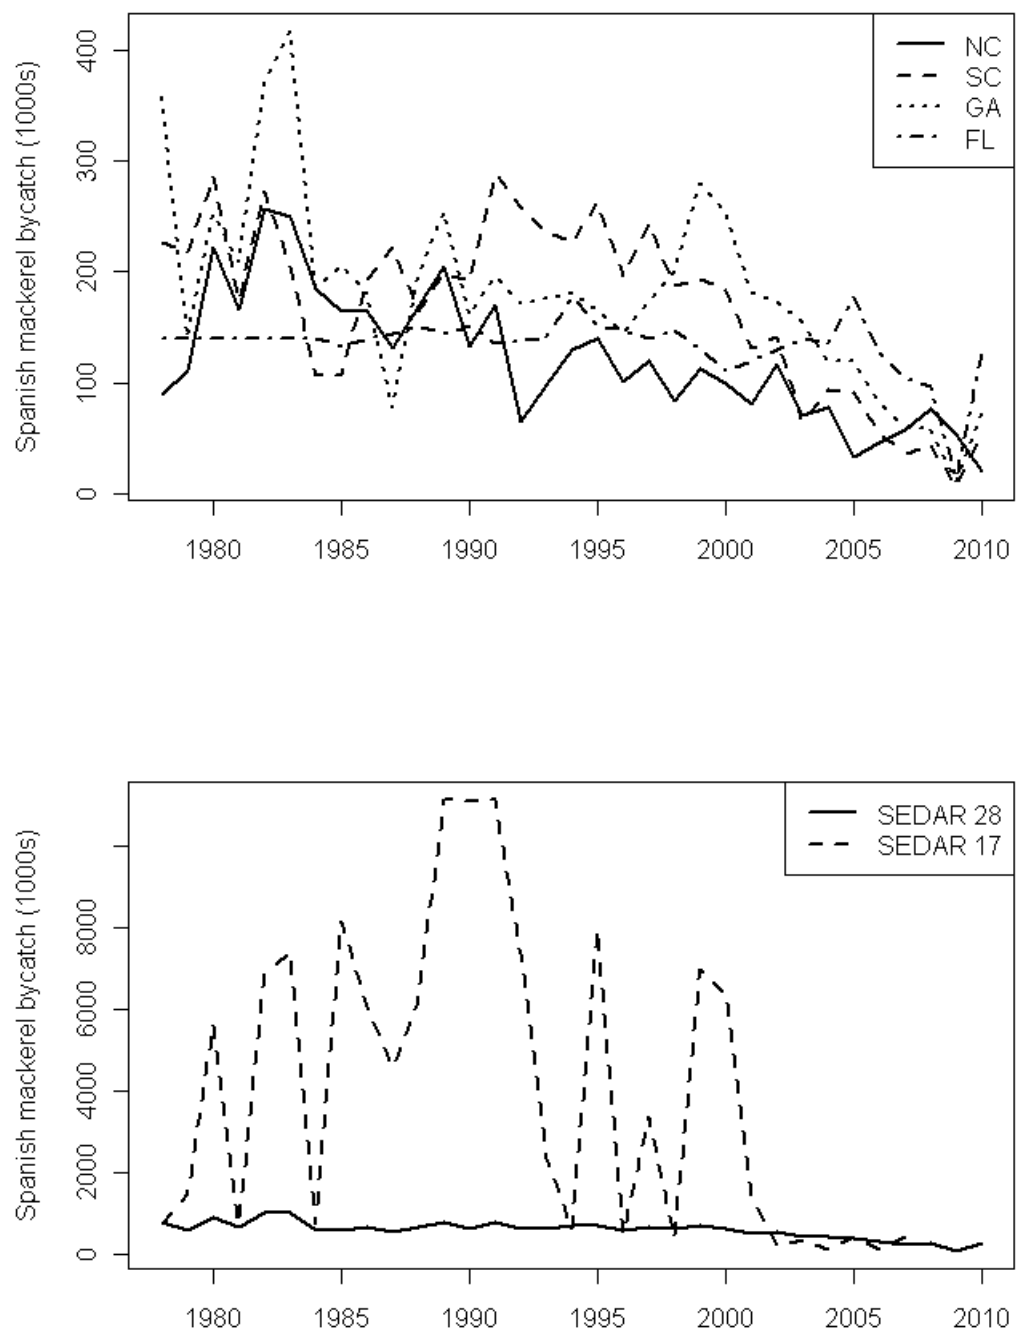 Spanish mackerel bycatch (1000s)
400
300
200
100
0
NC
SC
GA
FL
1980 1985 1990 1995 2000 2005 2010
Spanish mackerel bycatch (1000s)
8000
6000
4000
2000
0
SEDAR 28
SEDAR 17
1980 1985 1990 1995 2000 2005 2010